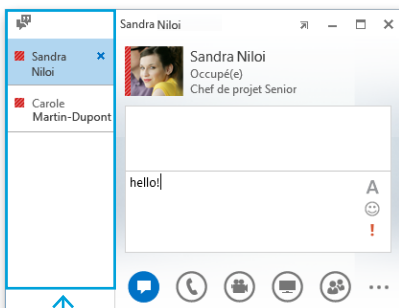 Sandra Niloi
Sandra
Niloi
Carole
Martin-Dupont
Sandra Niloi
Occupé(e)
Chef de projet Senior
hello!
A
!